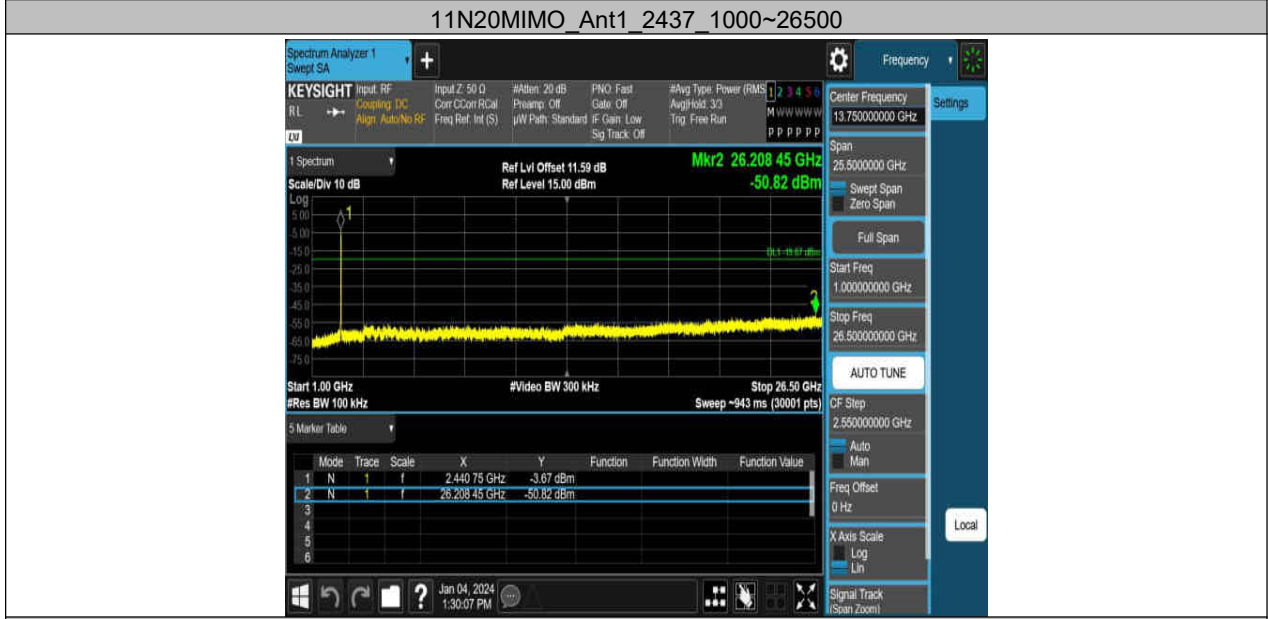 11N20MIMO_Ant1_2437_1000~26500
Spectrum Analyzer 1
Swept SA
+
Frequency
KEYSIGHT
RL
LXI
Input: RF
Coupling: DC
Align: Auto/No RF
Input Z: 50 Ω
Corr CCorr RCal
Freq Ref: Int (S)
#Atten: 20 dB
Preamp: Off
µW Path: Standard
PNO: Fast
Gate: Off
IF Gain: Low
Sig Track: Off
#Avg Type: Power (RMS
Avg|Hold: 3/3
Trig: Free Run
1 2 3 4 5 6
M W W W W W
P P P P P P
1 Spectrum
Scale/Div 10 dB
Ref Lvl Offset 11.59 dB
Ref Level 15.00 dBm
Mkr2 26.208 45 GHz
-50.82 dBm
Log
5.00
-5.00
-15.0
-25.0
-35.0
-45.0
-55.0
-65.0
-75.0
1
DL1 -19.67 dBm
2
Start 1.00 GHz
#Res BW 100 kHz
#Video BW 300 kHz
Stop 26.50 GHz
Sweep ~943 ms (30001 pts)
5 Marker Table
Mode Trace Scale X Y Function Function Width Function Value
1 N 1 f 2.440 75 GHz -3.67 dBm
2 N 1 f 26.208 45 GHz -50.82 dBm
3
4
5
6
Jan 04, 2024
1:30:07 PM
?
Center Frequency
13.750000000 GHz
Span
25.5000000 GHz
Swept Span
Zero Span
Full Span
Start Freq
1.000000000 GHz
Stop Freq
26.500000000 GHz
AUTO TUNE
CF Step
2.550000000 GHz
Auto
Man
Freq Offset
0 Hz
X Axis Scale
Log
Lin
Signal Track
(Span Zoom)
Settings
Local